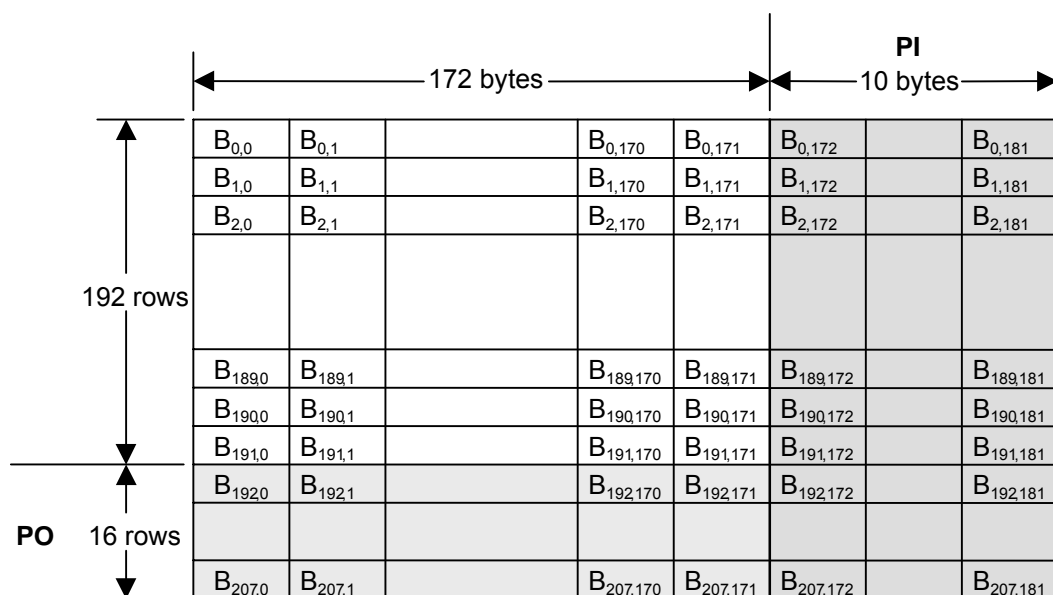 PI
172 bytes 10 bytes
B0,0 B0,1 B0,170 B0,171 B0,172 B0,181
B1,0 B1,1 B1,170 B1,171 B1,172 B1,181
B2,0 B2,1 B2,170 B2,171 B2,172 B2,181
192 rows
B189,0 B189,1 B189,170 B189,171 B189,172 B189,181
B190,0 B190,1 B190,170 B190,171 B190,172 B190,181
B191,0 B191,1 B191,170 B191,171 B191,172 B191,181
B192,0 B192,1 B192,170 B192,171 B192,172 B192,181
PO 16 rows
B207,0 B207,1 B207,170 B207,171 B207,172 B207,181